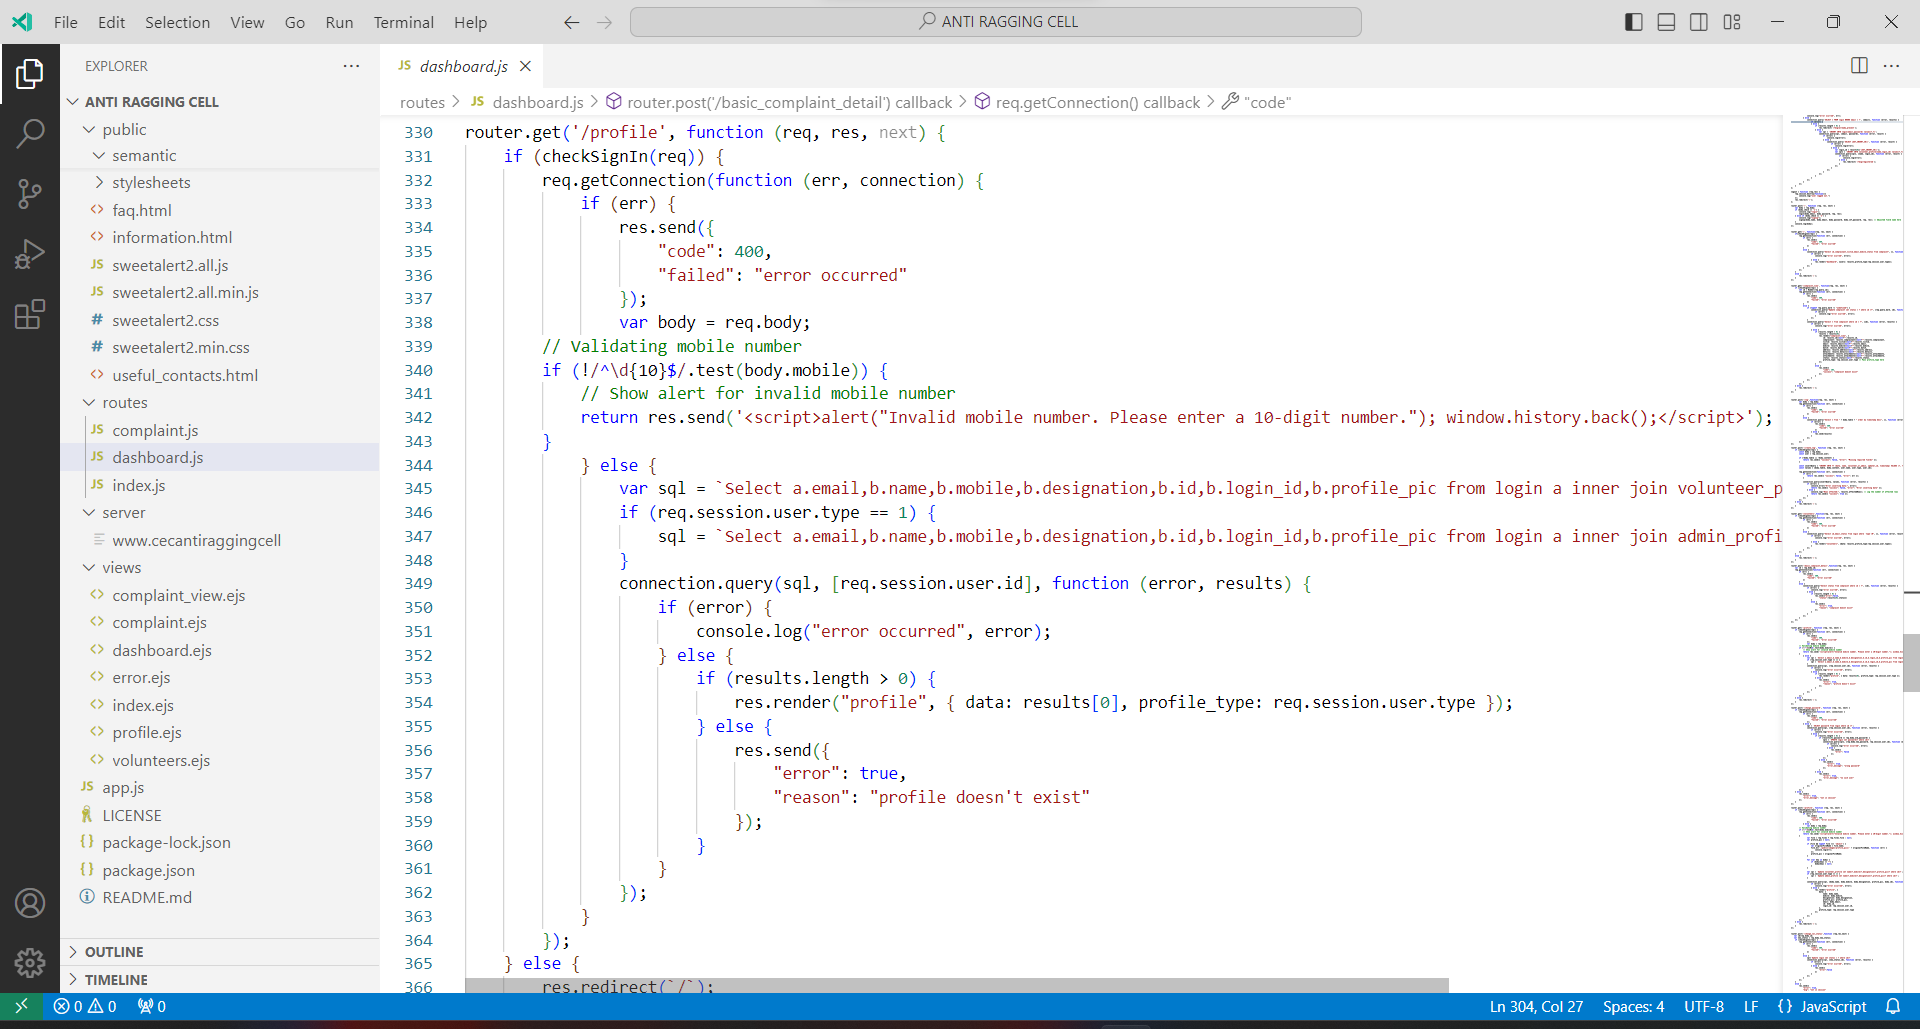 File Edit Selection View Go Run Terminal Help
ANTI RAGGING CELL
EXPLORER
ANTI RAGGING CELL
public
semantic
stylesheets
faq.html
information.html
JS sweetalert2.all.js
JS sweetalert2.all.min.js
# sweetalert2.css
# sweetalert2.min.css
useful_contacts.html
routes
JS complaint.js
JS dashboard.js
JS index.js
server
www.cecantiraggingcell
views
complaint_view.ejs
complaint.ejs
dashboard.ejs
error.ejs
index.ejs
profile.ejs
volunteers.ejs
JS app.js
LICENSE
{} package-lock.json
{} package.json
README.md
OUTLINE
TIMELINE
JS dashboard.js
routes > JS dashboard.js > router.post('/basic_complaint_detail') callback > req.getConnection() callback > "code"
330 router.get('/profile', function (req, res, next) {
331 if (checkSignIn(req)) {
332 req.getConnection(function (err, connection) {
333 if (err) {
334 res.send({
335 "code": 400,
336 "failed": "error occurred"
337 });
338 var body = req.body;
339 // Validating mobile number
340 if (!/^\d{10}$/.test(body.mobile)) {
341 // Show alert for invalid mobile number
342 return res.send('<script>alert("Invalid mobile number. Please enter a 10-digit number."); window.history.back();</script>');
343 }
344 } else {
345 var sql = `Select a.email,b.name,b.mobile,b.designation,b.id,b.login_id,b.profile_pic from login a inner join volunteer_p
346 if (req.session.user.type == 1) {
347 sql = `Select a.email,b.name,b.mobile,b.designation,b.id,b.login_id,b.profile_pic from login a inner join admin_profi
348 }
349 connection.query(sql, [req.session.user.id], function (error, results) {
350 if (error) {
351 console.log("error occurred", error);
352 } else {
353 if (results.length > 0) {
354 res.render("profile", { data: results[0], profile_type: req.session.user.type });
355 } else {
356 res.send({
357 "error": true,
358 "reason": "profile doesn't exist"
359 });
360 }
361 }
362 });
363 }
364 });
365 } else {
366 res.redirect(`/`);
0 0 0
Ln 304, Col 27 Spaces: 4 UTF-8 LF {} JavaScript